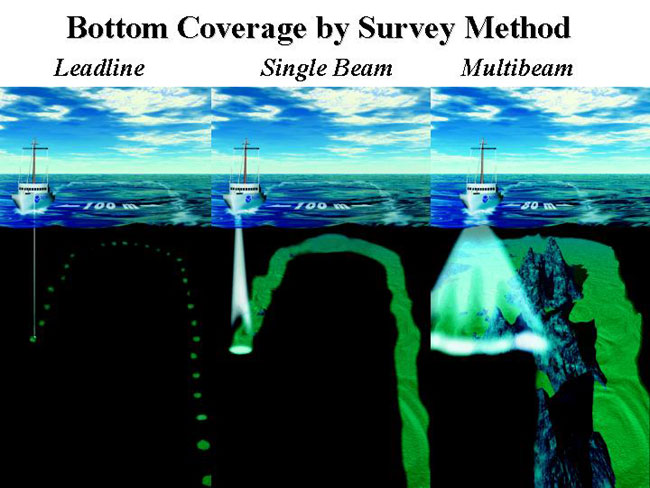 Bottom Coverage by Survey Method
Leadline Single Beam Multibeam
100 m 100 m 80 m